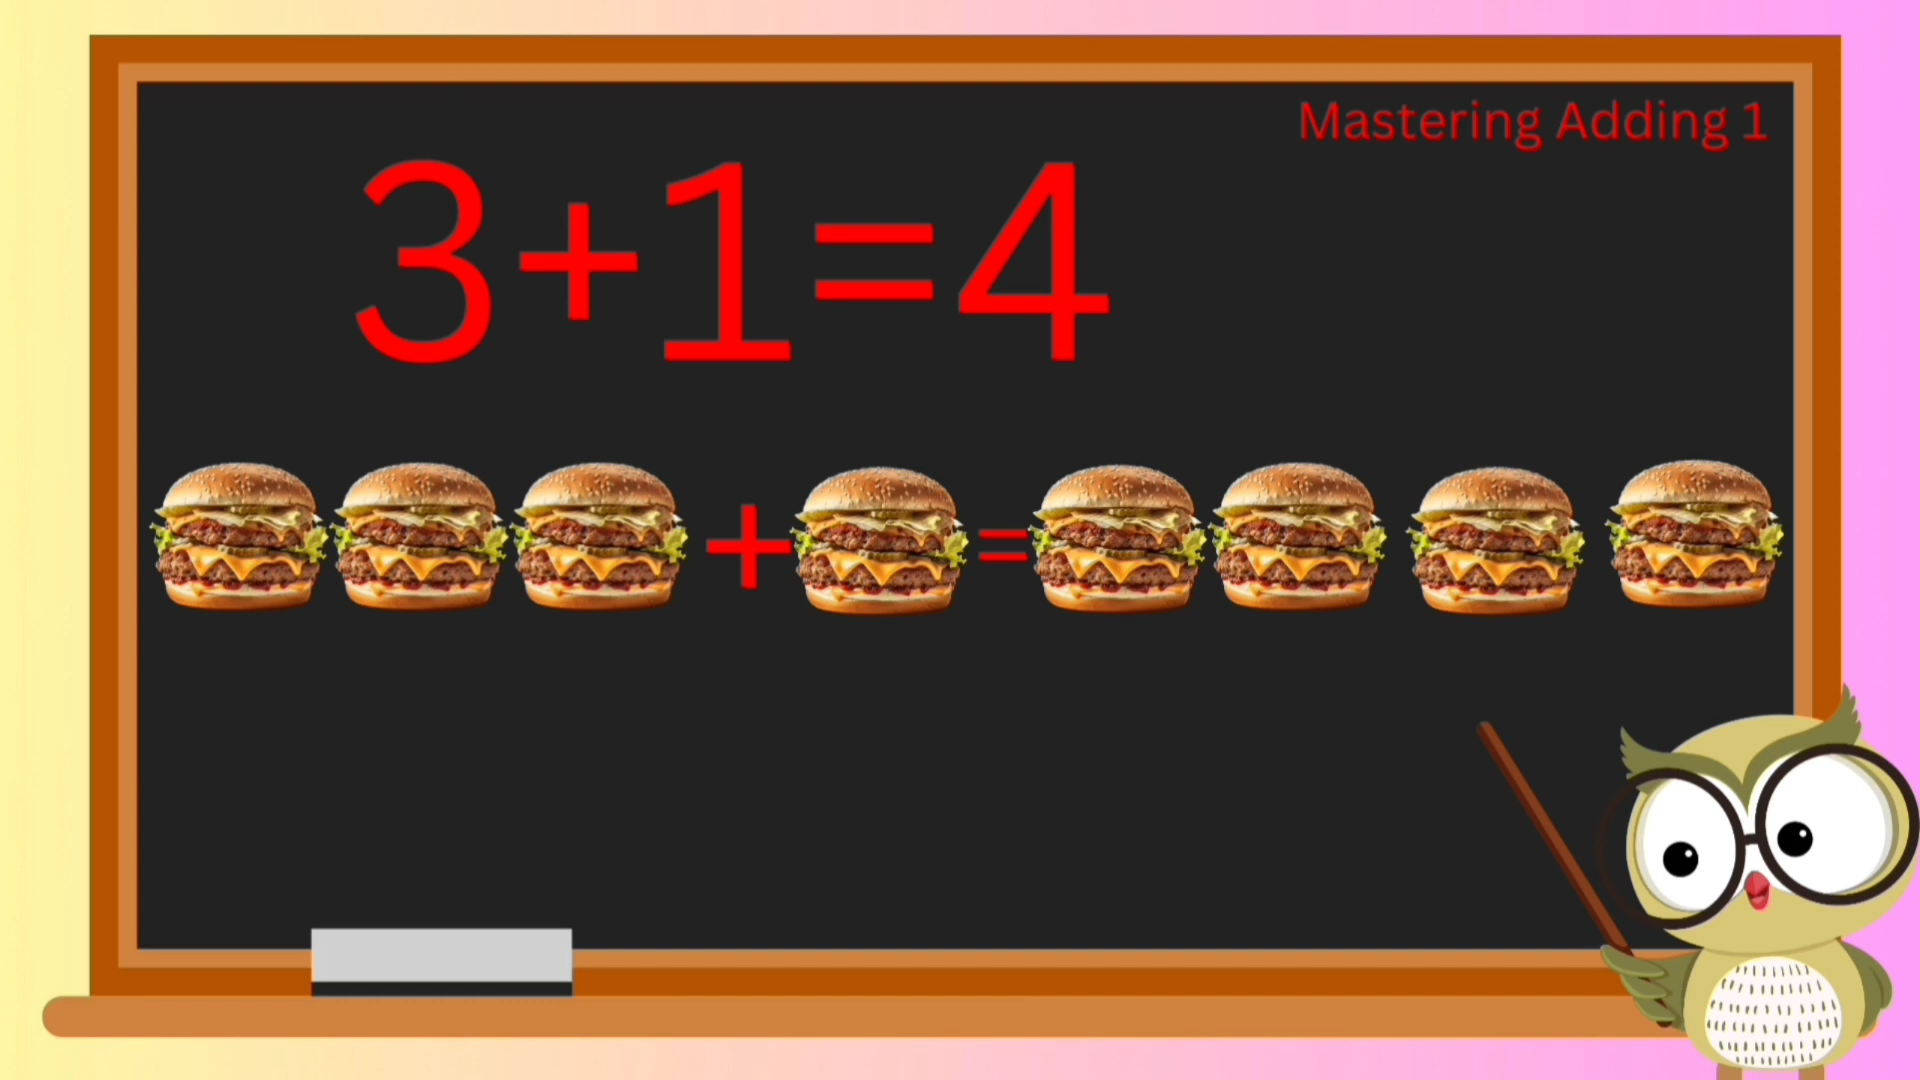 Mastering Adding 1
3+1=4
+ =